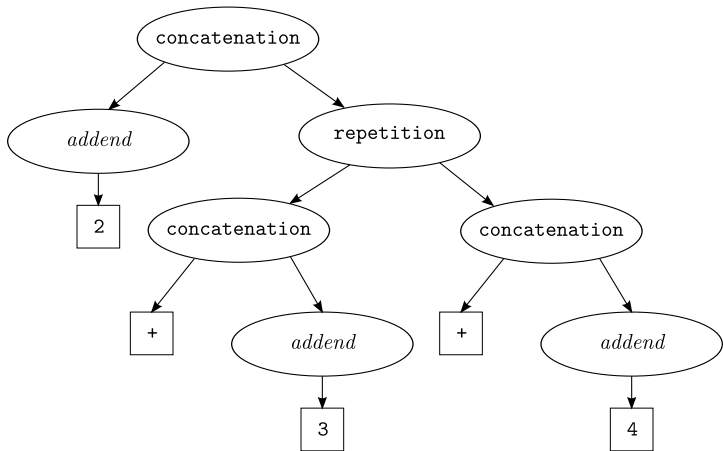 concatenation
addend
repetition
2
concatenation
concatenation
+
addend
+
addend
3
4